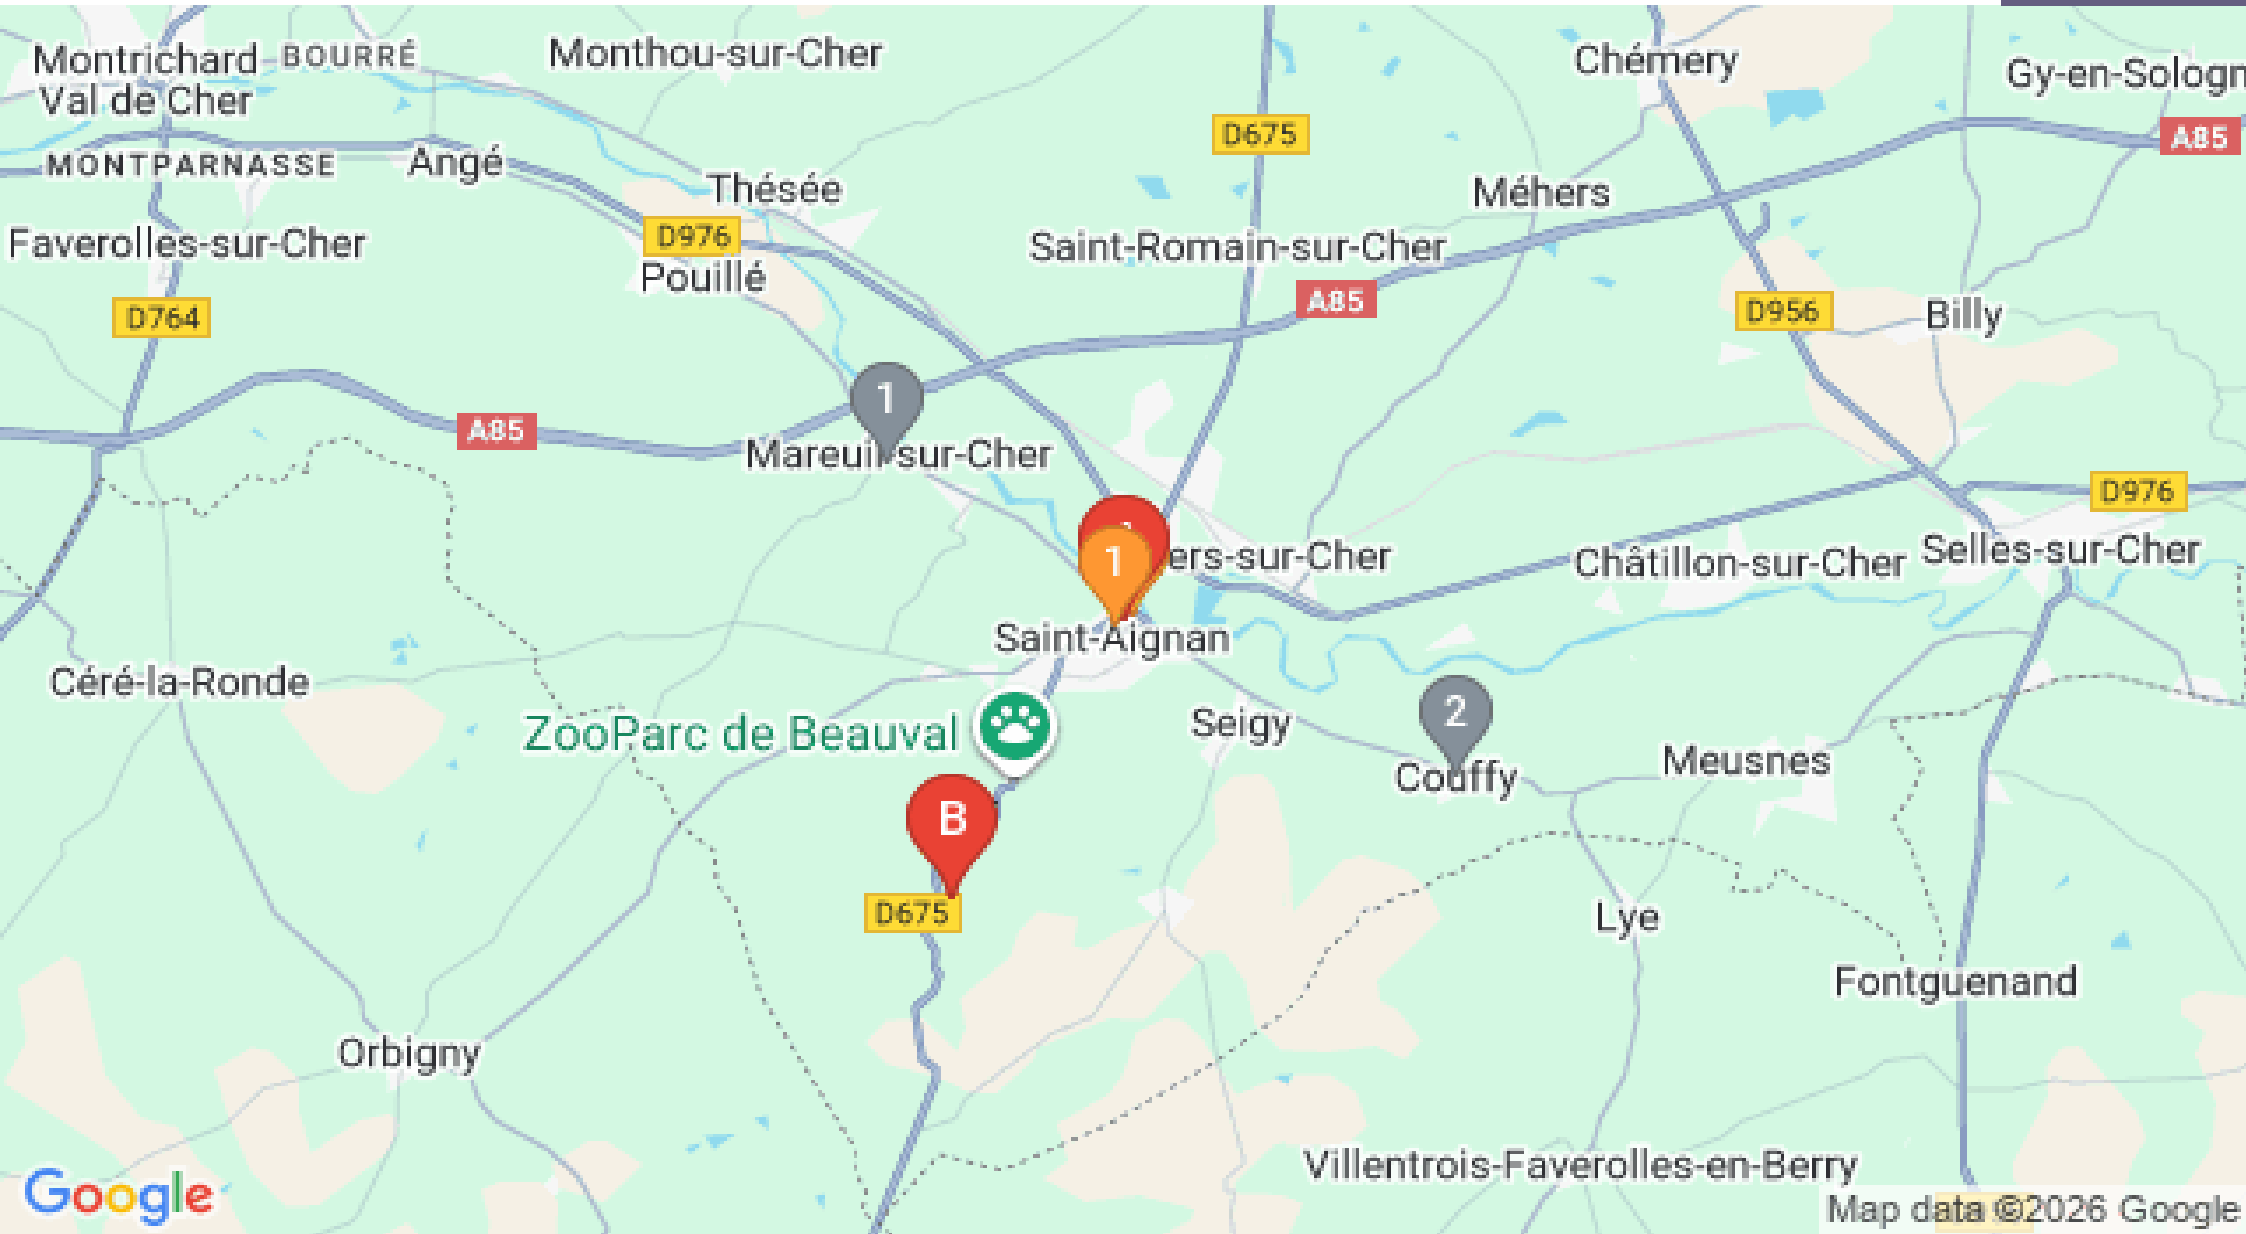 Montrichard
Val de Cher
BOURRÉ
Monthou-sur-Cher
Chémery
Gy-en-Sologn
D675
A85
MONTPARNASSE
Angé
Thésée
Méhers
D976
Faverolles-sur-Cher
Pouillé
Saint-Romain-sur-Cher
A85
D764
D956
Billy
1
A85
Mareuil-sur-Cher
D976
1
ers-sur-Cher
Châtillon-sur-Cher
Selles-sur-Cher
Saint-Aignan
Céré-la-Ronde
ZooParc de Beauval
Seigy
2
Couffy
Meusnes
B
D675
Lye
Fontguenand
Orbigny
Villentrois-Faverolles-en-Berry
Google
Map data ©2026 Google